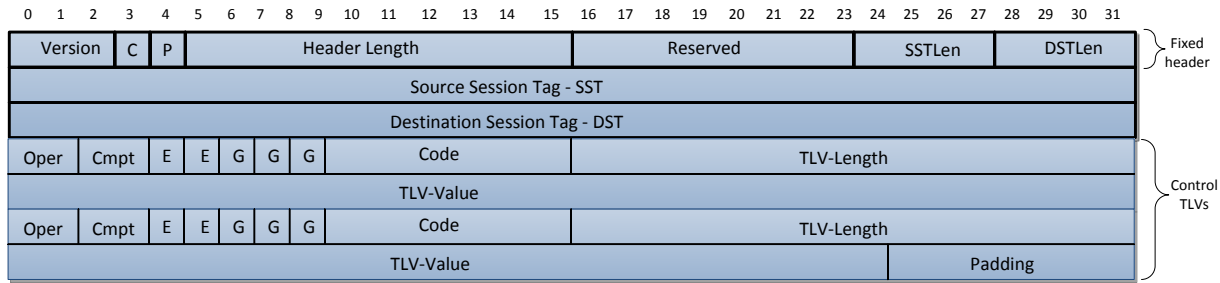 0 1 2 3 4 5 6 7 8 9 10 11 12 13 14 15 16 17 18 19 20 21 22 23 24 25 26 27 28 29 30 31
Version C P Header Length Reserved SSTLen DSTLen
Fixed
header
Source Session Tag - SST
Destination Session Tag - DST
Oper Cmpt E E G G G Code TLV-Length
TLV-Value
Control
TLVs
Oper Cmpt E E G G G Code TLV-Length
TLV-Value Padding